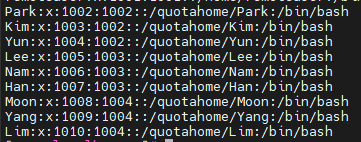 Park:x:1002:1002::/quotahome/Park:/bin/bash
Kim:x:1003:1002::/quotahome/Kim:/bin/bash
Yun:x:1004:1002::/quotahome/Yun:/bin/bash
Lee:x:1005:1003::/quotahome/Lee:/bin/bash
Nam:x:1006:1003::/quotahome/Nam:/bin/bash
Han:x:1007:1003::/quotahome/Han:/bin/bash
Moon:x:1008:1004::/quotahome/Moon:/bin/bash
Yang:x:1009:1004::/quotahome/Yang:/bin/bash
Lim:x:1010:1004::/quotahome/Lim:/bin/bash